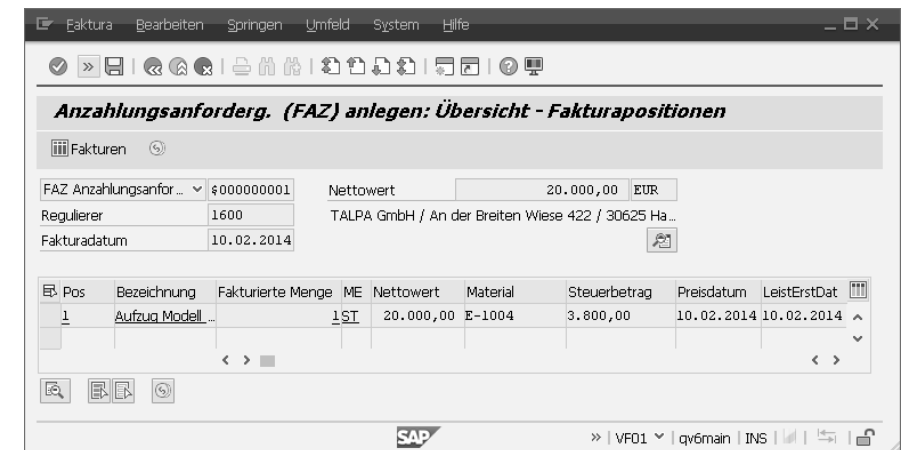 Faktura Bearbeiten Springen Umfeld System Hilfe
Anzahlungsanforderg. (FAZ) anlegen: Übersicht - Fakturapositionen
Fakturen
FAZ Anzahlungsanfor... $000000001 Nettowert 20.000,00 EUR
Regulierer 1600 TALPA GmbH / An der Breiten Wiese 422 / 30625 Ha...
Fakturadatum 10.02.2014
Pos Bezeichnung Fakturierte Menge ME Nettowert Material Steuerbetrag Preisdatum LeistErstDat
1 Aufzug Modell ... 1 ST 20.000,00 E-1004 3.800,00 10.02.2014 10.02.2014
SAP » | VF01 | qv6main | INS